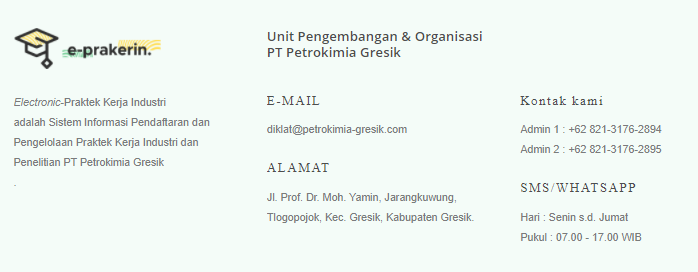 e-prakerin.
Electronic-Praktek Kerja Industri
adalah Sistem Informasi Pendaftaran dan
Pengelolaan Praktek Kerja Industri dan
Penelitian PT Petrokimia Gresik
.
Unit Pengembangan & Organisasi
PT Petrokimia Gresik
E-MAIL
diklat@petrokimia-gresik.com
ALAMAT
Jl. Prof. Dr. Moh. Yamin, Jarangkuwung,
Tlogopojok, Kec. Gresik, Kabupaten Gresik.
Kontak kami
Admin 1 : +62 821-3176-2894
Admin 2 : +62 821-3176-2895
SMS/WHATSAPP
Hari : Senin s.d. Jumat
Pukul : 07.00 - 17.00 WIB